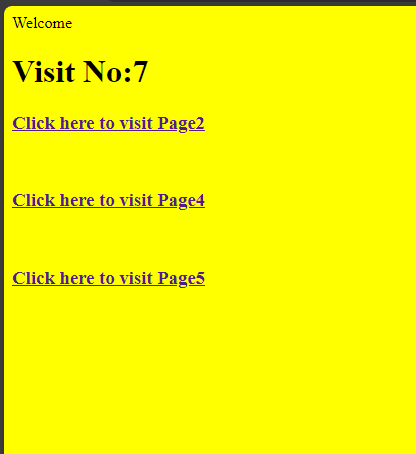 Welcome
Visit No:7
Click here to visit Page2
Click here to visit Page4
Click here to visit Page5